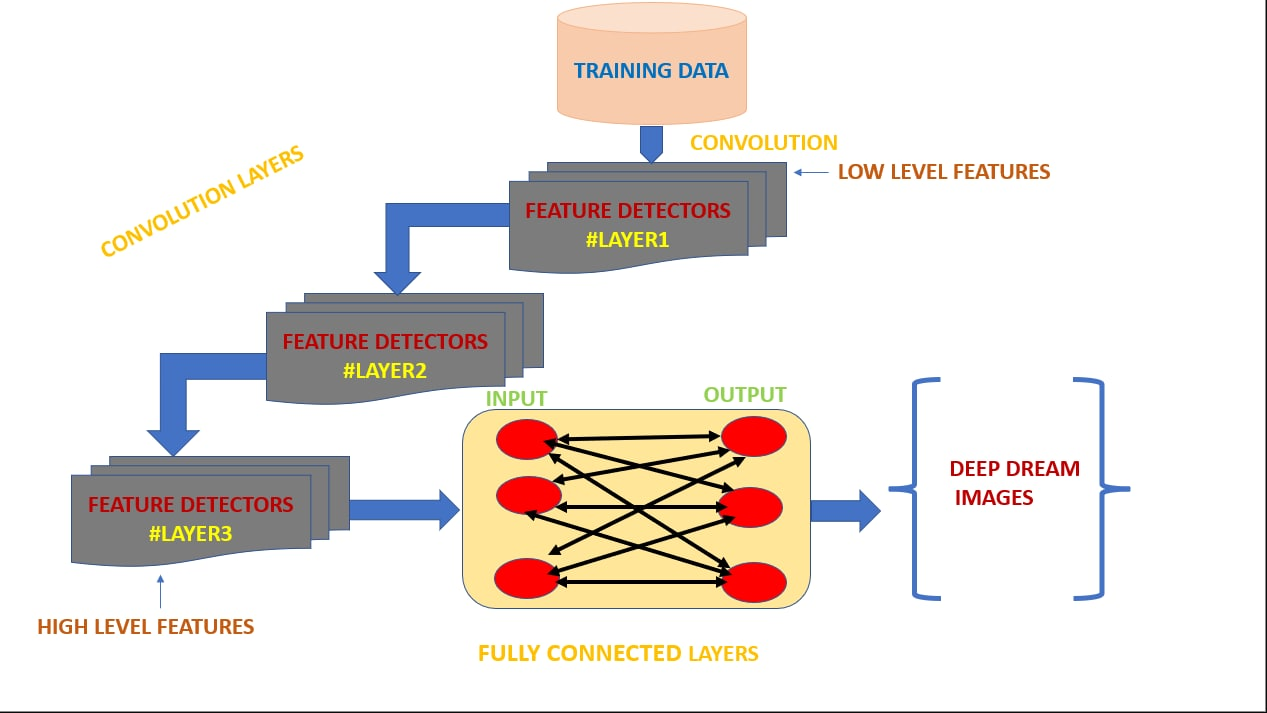 TRAINING DATA
CONVOLUTION
LOW LEVEL FEATURES
CONVOLUTION LAYERS
FEATURE DETECTORS
#LAYER1
FEATURE DETECTORS
#LAYER2
INPUT
OUTPUT
FEATURE DETECTORS
#LAYER3
DEEP DREAM
IMAGES
HIGH LEVEL FEATURES
FULLY CONNECTED LAYERS